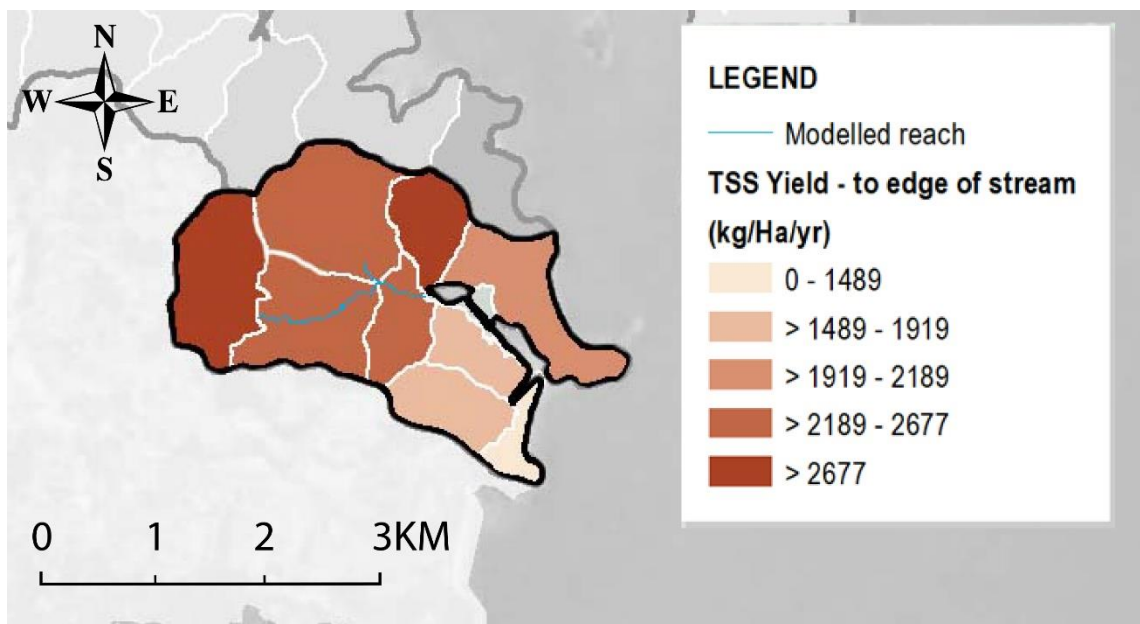 N
W E
S
LEGEND
Modelled reach
TSS Yield - to edge of stream
(kg/Ha/yr)
0 - 1489
> 1489 - 1919
> 1919 - 2189
> 2189 - 2677
> 2677
0 1 2 3KM